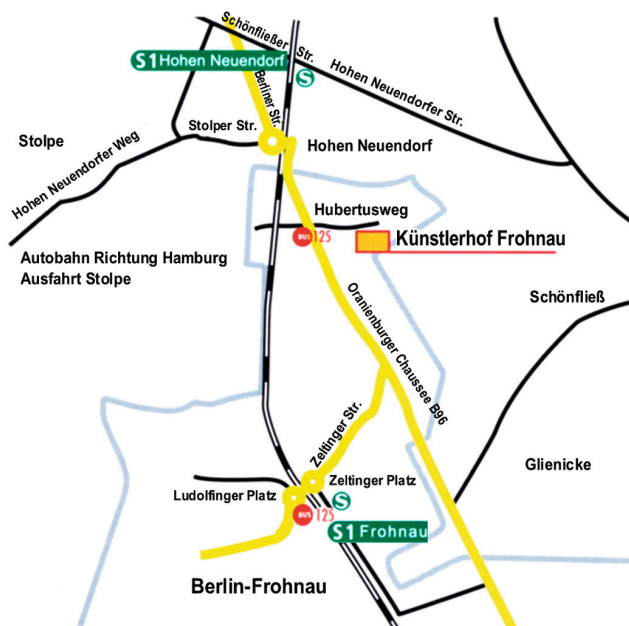 Schönfließer Str.
S1 Hohen Neuendorf
S
Hohen Neuendorfer Str.
Berliner Str.
Stolper Str.
Stolpe
Hohen Neuendorf
Hohen Neuendorfer Weg
Hubertusweg
BUS 125
Künstlerhof Frohnau
Autobahn Richtung Hamburg
Ausfahrt Stolpe
Schönfließ
Oranienburger Chaussee B96
Zeltinger Str.
Glienicke
Zeltinger Platz
Ludolfinger Platz
S
BUS 125
S1 Frohnau
Berlin-Frohnau